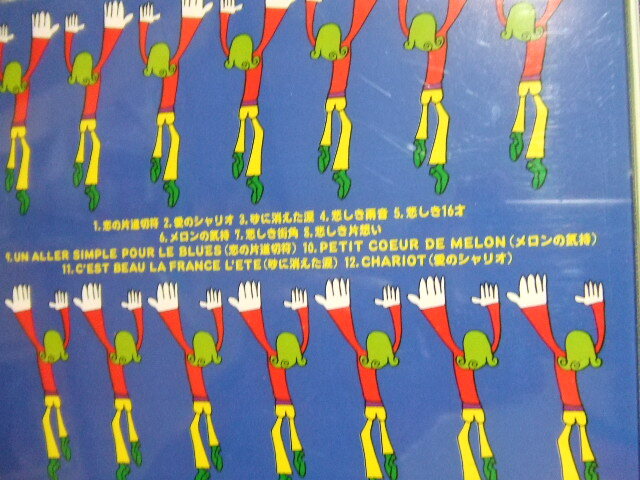 1.恋の片道切符 2.愛のシャリオ 3.砂に消えた涙 4.悲しき雨音 5.悲しき16才
6.メロンの気持 7.悲しき街角 8.悲しき片想い
9.UN ALLER SIMPLE POUR LE BLUES(恋の片道切符) 10.PETIT COEUR DE MELON(メロンの気持)
11.C'EST BEAU LA FRANCE L'ETE(砂に消えた涙) 12.CHARIOT(愛のシャリオ)